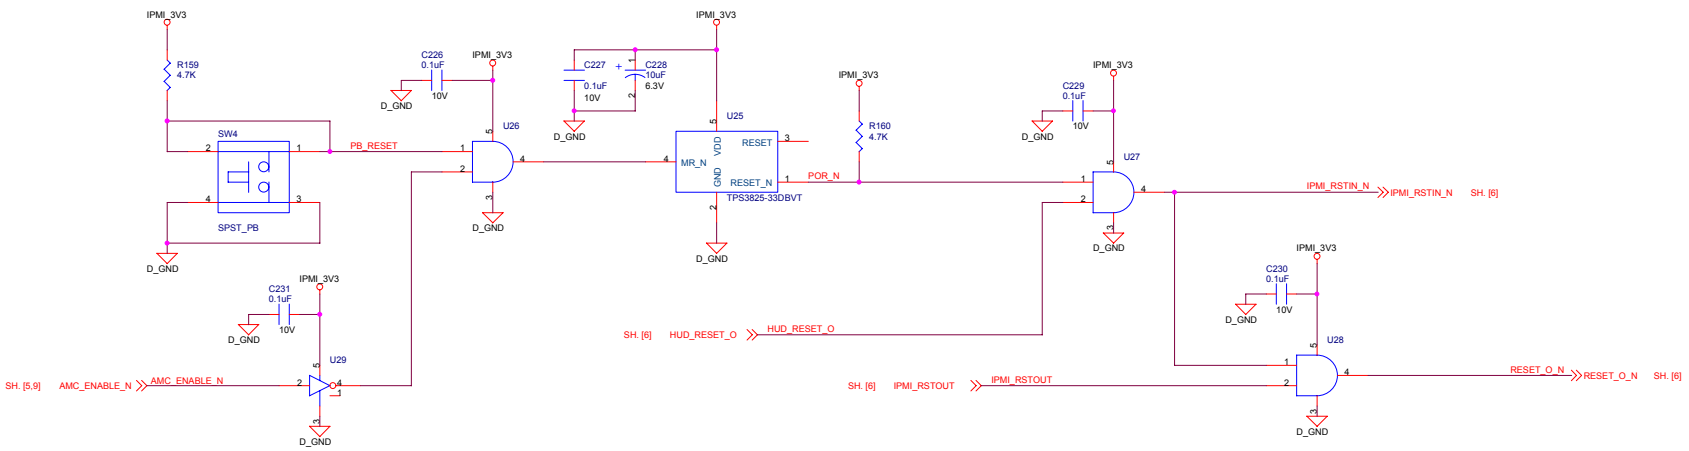 IPMI_3V3
R159
4.7K
SW4
2
1
4
3
SPST_PB
D_GND
PB_RESET
C226
0.1uF
10V
D_GND
IPMI_3V3
5
U26
1
2
4
3
D_GND
IPMI_3V3
C227
0.1uF
10V
+
1
C228
10uF
6.3V
2
D_GND
5
U25
VDD
RESET
3
4
MR_N
GND
RESET_N
1
2
TPS3825-33DBVT
D_GND
POR_N
IPMI_3V3
R160
4.7K
IPMI_3V3
C229
0.1uF
10V
D_GND
5
U27
1
2
4
3
D_GND
IPMI_RSTIN_N
IPMI_RSTIN_N
SH. [6]
IPMI_3V3
C231
0.1uF
10V
D_GND
5
U29
SH. [5,9]
AMC_ENABLE_N
AMC_ENABLE_N
2
4
1
3
D_GND
SH. [6]
HUD_RESET_O
HUD_RESET_O
IPMI_3V3
C230
0.1uF
10V
D_GND
5
U28
SH. [6]
IPMI_RSTOUT
IPMI_RSTOUT
1
2
4
3
D_GND
RESET_O_N
RESET_O_N
SH. [6]